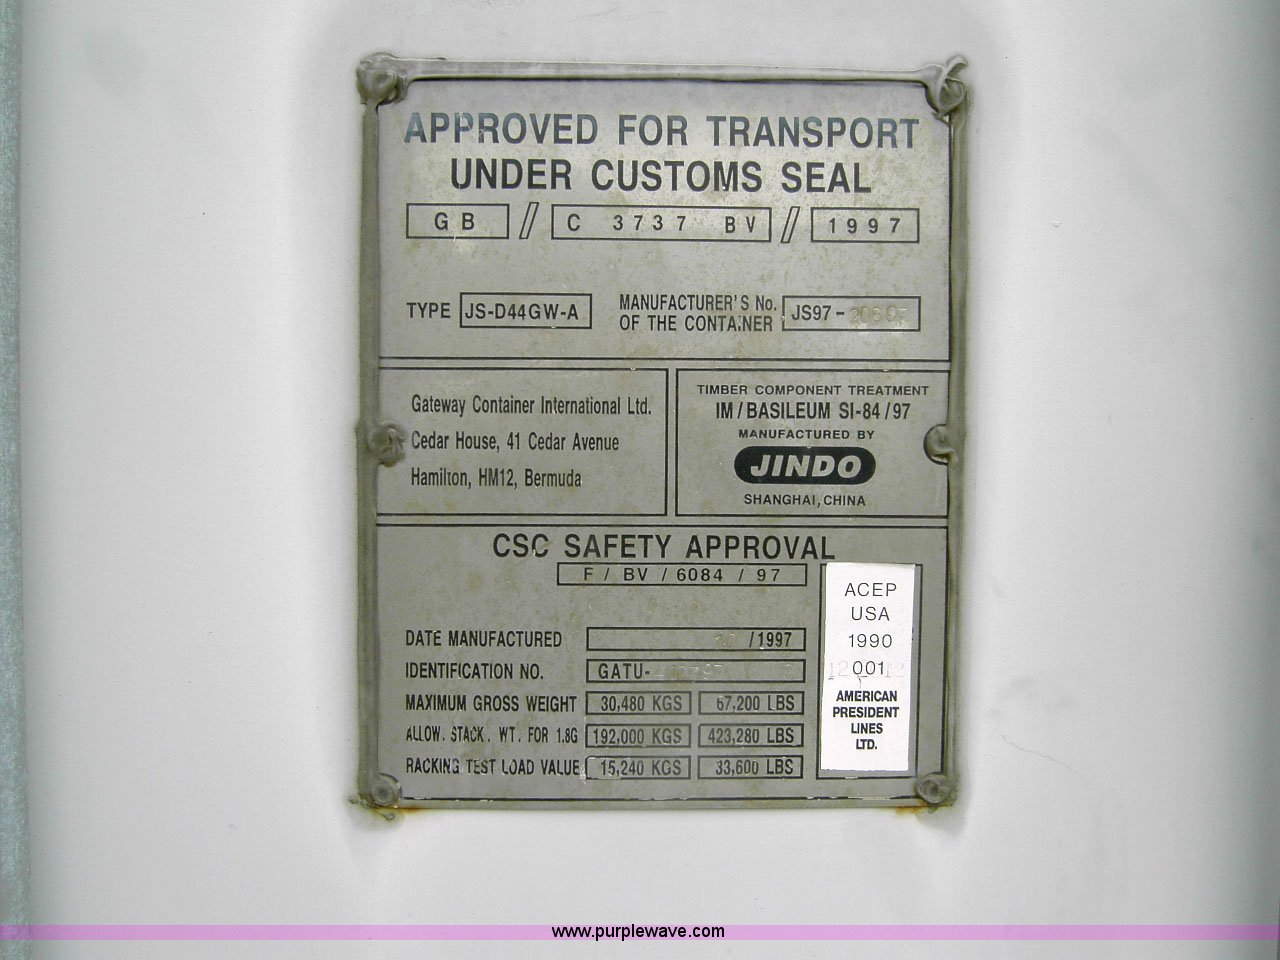 APPROVED FOR TRANSPORT
UNDER CUSTOMS SEAL
GB // C 3737 BV // 1997
TYPE JS-D44GW-A
MANUFACTURER'S No. OF THE CONTAINER JS97-
Gateway Container International Ltd.
Cedar House, 41 Cedar Avenue
Hamilton, HM12, Bermuda
TIMBER COMPONENT TREATMENT
IM/BASILEUM SI-84/97
MANUFACTURED BY
JINDO
SHANGHAI, CHINA
CSC SAFETY APPROVAL
F / BV / 6084 / 97
DATE MANUFACTURED /1997
IDENTIFICATION NO. GATU-
MAXIMUM GROSS WEIGHT 30,480 KGS 67,200 LBS
ALLOW. STACK. WT. FOR 1.8G 192,000 KGS 423,280 LBS
RACKING TEST LOAD VALUE 15,240 KGS 33,600 LBS
ACEP
USA
1990
001
AMERICAN
PRESIDENT
LINES
LTD.
www.purplewave.com